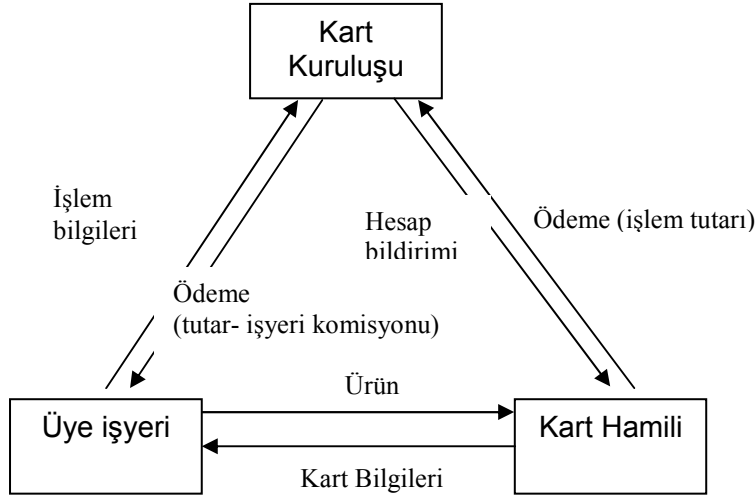 Kart
Kuruluşu
İşlem
bilgileri
Hesap
bildirimi
Ödeme (işlem tutarı)
Ödeme
(tutar- işyeri komisyonu)
Ürün
Üye işyeri
Kart Hamili
Kart Bilgileri